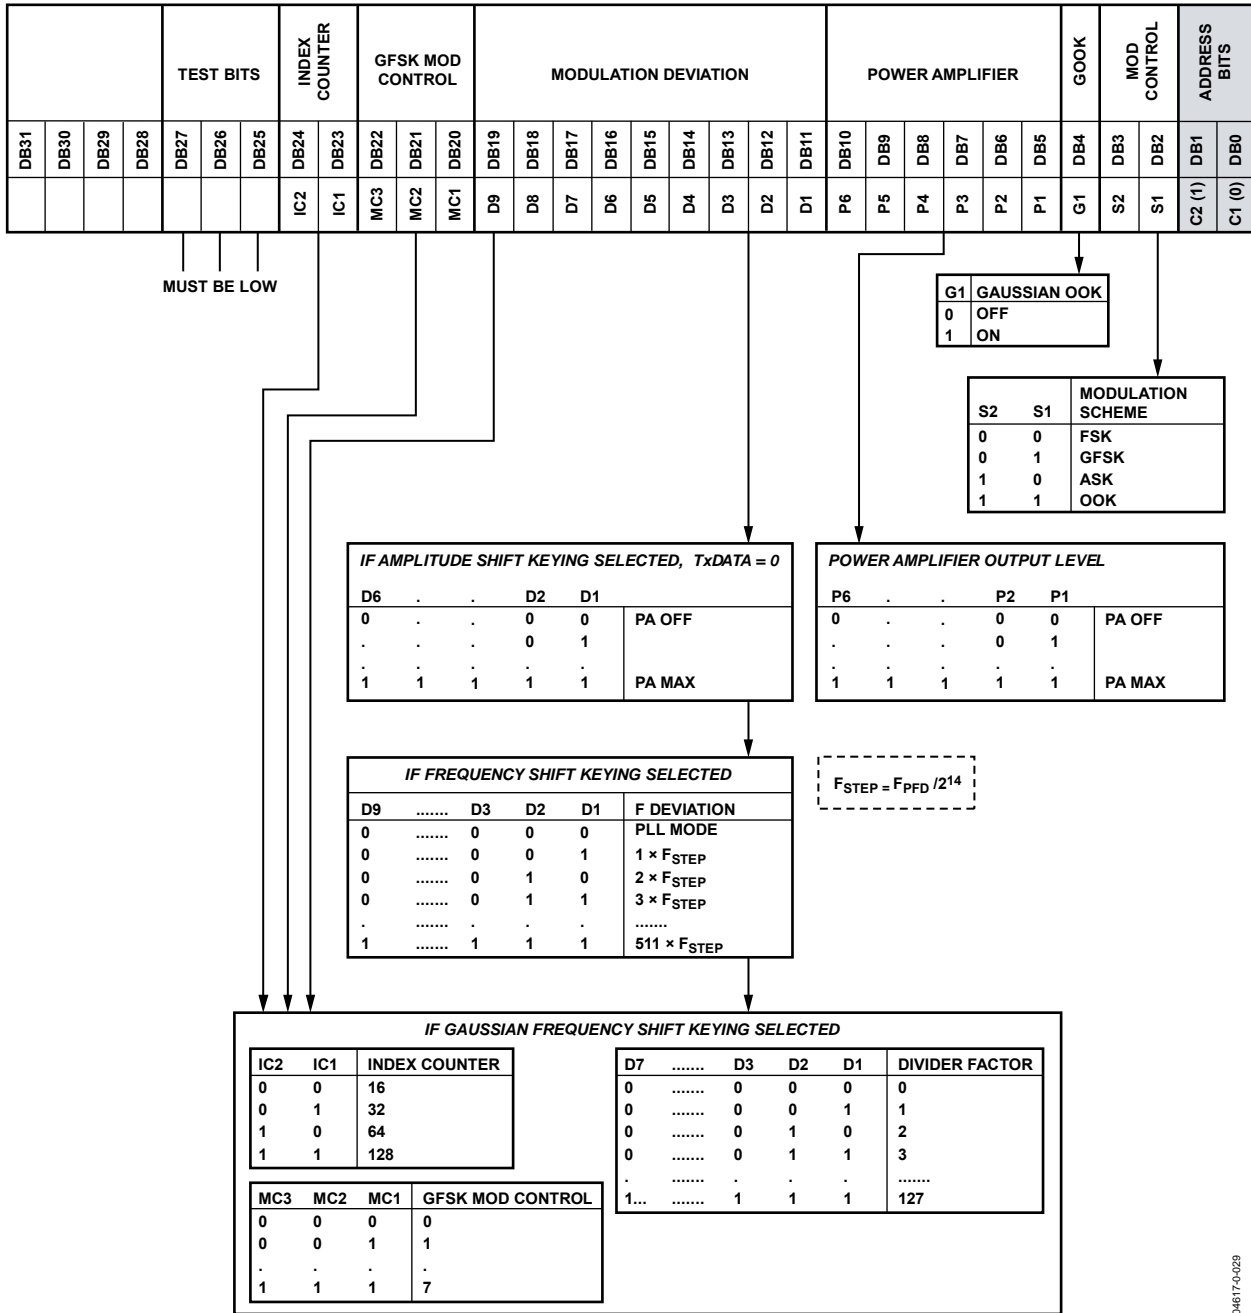 TEST BITS
INDEX COUNTER
GFSK MOD CONTROL
MODULATION DEVIATION
POWER AMPLIFIER
GOOK
MOD CONTROL
ADDRESS BITS
DB31 DB30 DB29 DB28 DB27 DB26 DB25 DB24 DB23 DB22 DB21 DB20 DB19 DB18 DB17 DB16 DB15 DB14 DB13 DB12 DB11 DB10 DB9 DB8 DB7 DB6 DB5 DB4 DB3 DB2 DB1 DB0
IC2 IC1 MC3 MC2 MC1 D9 D8 D7 D6 D5 D4 D3 D2 D1 P6 P5 P4 P3 P2 P1 G1 S2 S1 C2 (1) C1 (0)
MUST BE LOW
G1 GAUSSIAN OOK
0 OFF
1 ON
S2 S1 MODULATION SCHEME
0 0 FSK
0 1 GFSK
1 0 ASK
1 1 OOK
IF AMPLITUDE SHIFT KEYING SELECTED, TxDATA = 0
D6 . . D2 D1
0 . . 0 0 PA OFF
. . . 0 1
. . . . .
1 1 1 1 1 PA MAX
POWER AMPLIFIER OUTPUT LEVEL
P6 . . P2 P1
0 . . 0 0 PA OFF
. . . 0 1
. . . . .
1 1 1 1 1 PA MAX
IF FREQUENCY SHIFT KEYING SELECTED
D9 ....... D3 D2 D1 F DEVIATION
0 ....... 0 0 0 PLL MODE
0 ....... 0 0 1 1 × FSTEP
0 ....... 0 1 0 2 × FSTEP
0 ....... 0 1 1 3 × FSTEP
. ....... . . . .......
1 ....... 1 1 1 511 × FSTEP
FSTEP = FPFD /2¹⁴
IF GAUSSIAN FREQUENCY SHIFT KEYING SELECTED
IC2 IC1 INDEX COUNTER
0 0 16
0 1 32
1 0 64
1 1 128
MC3 MC2 MC1 GFSK MOD CONTROL
0 0 0 0
0 0 1 1
. . . .
1 1 1 7
D7 ....... D3 D2 D1 DIVIDER FACTOR
0 ....... 0 0 0 0
0 ....... 0 0 1 1
0 ....... 0 1 0 2
0 ....... 0 1 1 3
. ....... . . . .......
1... ....... 1 1 1 127
04617-0-029